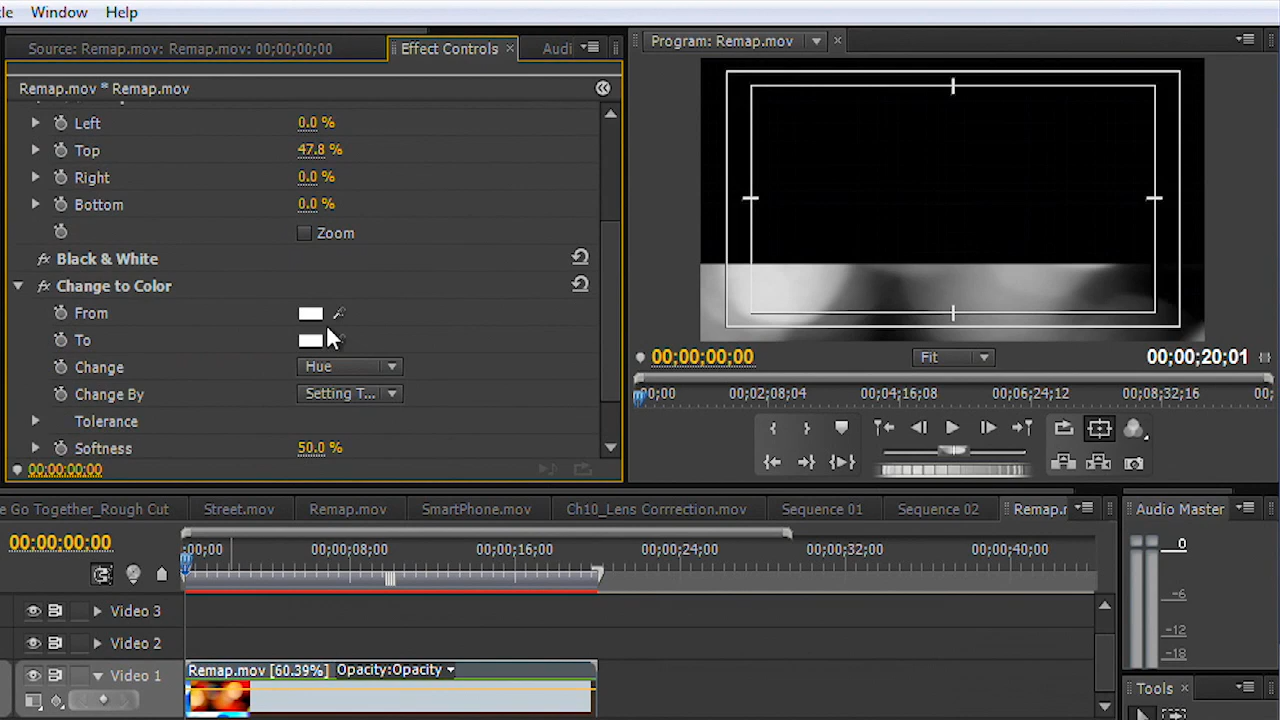 cle Window Help
Source: Remap.mov: Remap.mov: 00;00;00;00
Effect Controls ×
Audi
Program: Remap.mov
Remap.mov * Remap.mov
Left 0.0 %
Top 47.8 %
Right 0.0 %
Bottom 0.0 %
Zoom
fx Black & White
fx Change to Color
From
To
Change Hue
Change By Setting T...
Tolerance
Softness 50.0 %
00:00:00:00
00;00;00;00
Fit
00;00;20;01
00;00 00;02;08;04 00;04;16;08 00;06;24;12 00;08;32;16 00;
e Go Together_Rough Cut Street.mov Remap.mov SmartPhone.mov Ch10_Lens Corrrection.mov Sequence 01 Sequence 02 Remap.r
Audio Master
00:00:00:00
:00;00 00;00;08;00 00;00;16;00 00;00;24;00 00;00;32;00 00;00;40;00
Video 3
Video 2
Video 1
Remap.mov [60.39%] Opacity:Opacity
0
-6
-12
-18
Tools ×